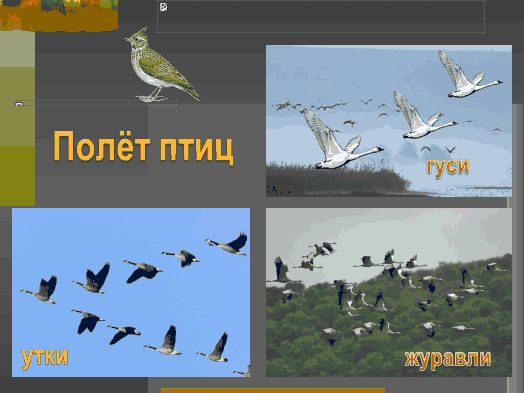 Полёт птиц
гуси
утки
журавли